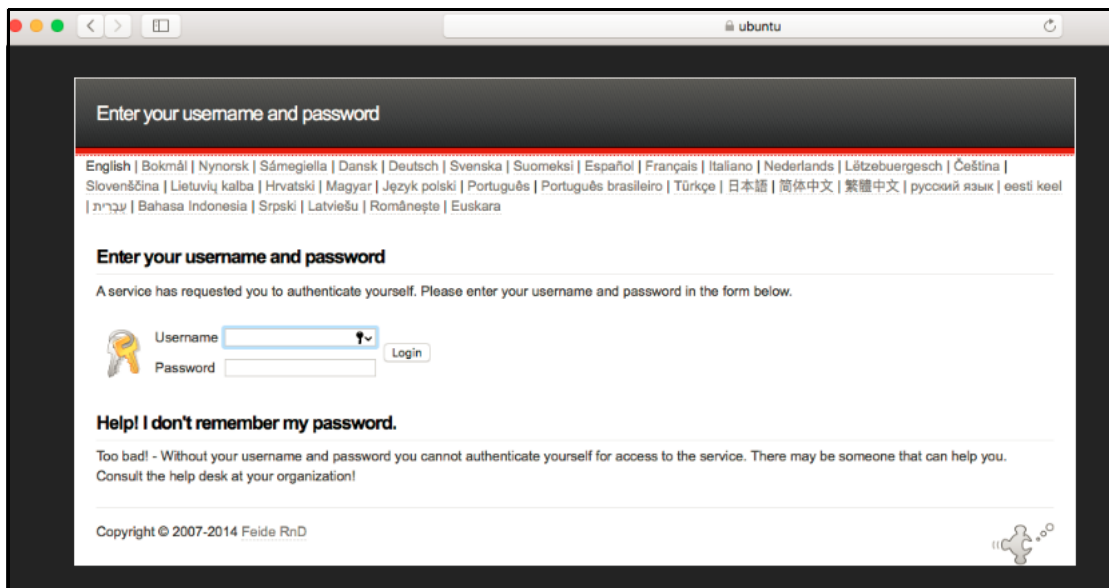 ubuntu
Enter your username and password
English | Bokmål | Nynorsk | Sámegiella | Dansk | Deutsch | Svenska | Suomeksi | Español | Français | Italiano | Nederlands | Lëtzebuergesch | Čeština |
Slovenščina | Lietuvių kalba | Hrvatski | Magyar | Język polski | Português | Português brasileiro | Türkçe | 日本語 | 简体中文 | 繁體中文 | русский язык | eesti keel
| עִבְרִית | Bahasa Indonesia | Srpski | Latviešu | Românește | Euskara
Enter your username and password
A service has requested you to authenticate yourself. Please enter your username and password in the form below.
Username
Login
Password
Help! I don't remember my password.
Too bad! - Without your username and password you cannot authenticate yourself for access to the service. There may be someone that can help you.
Consult the help desk at your organization!
Copyright © 2007-2014 Feide RnD